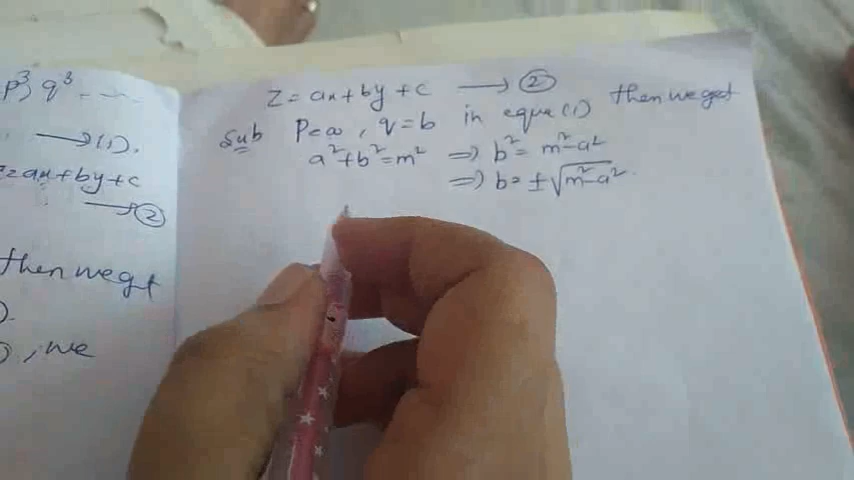 p³, q³ - —
⟶ (1).
z = ax + by + c
⟶ ②
then we get
, we
z = ax + by + c ⟶ ②
Sub P = a, q = b in equa (1) then we get
a² + b² = m² ⇒ b² = m² - a²
⇒ b = ± √m² - a²